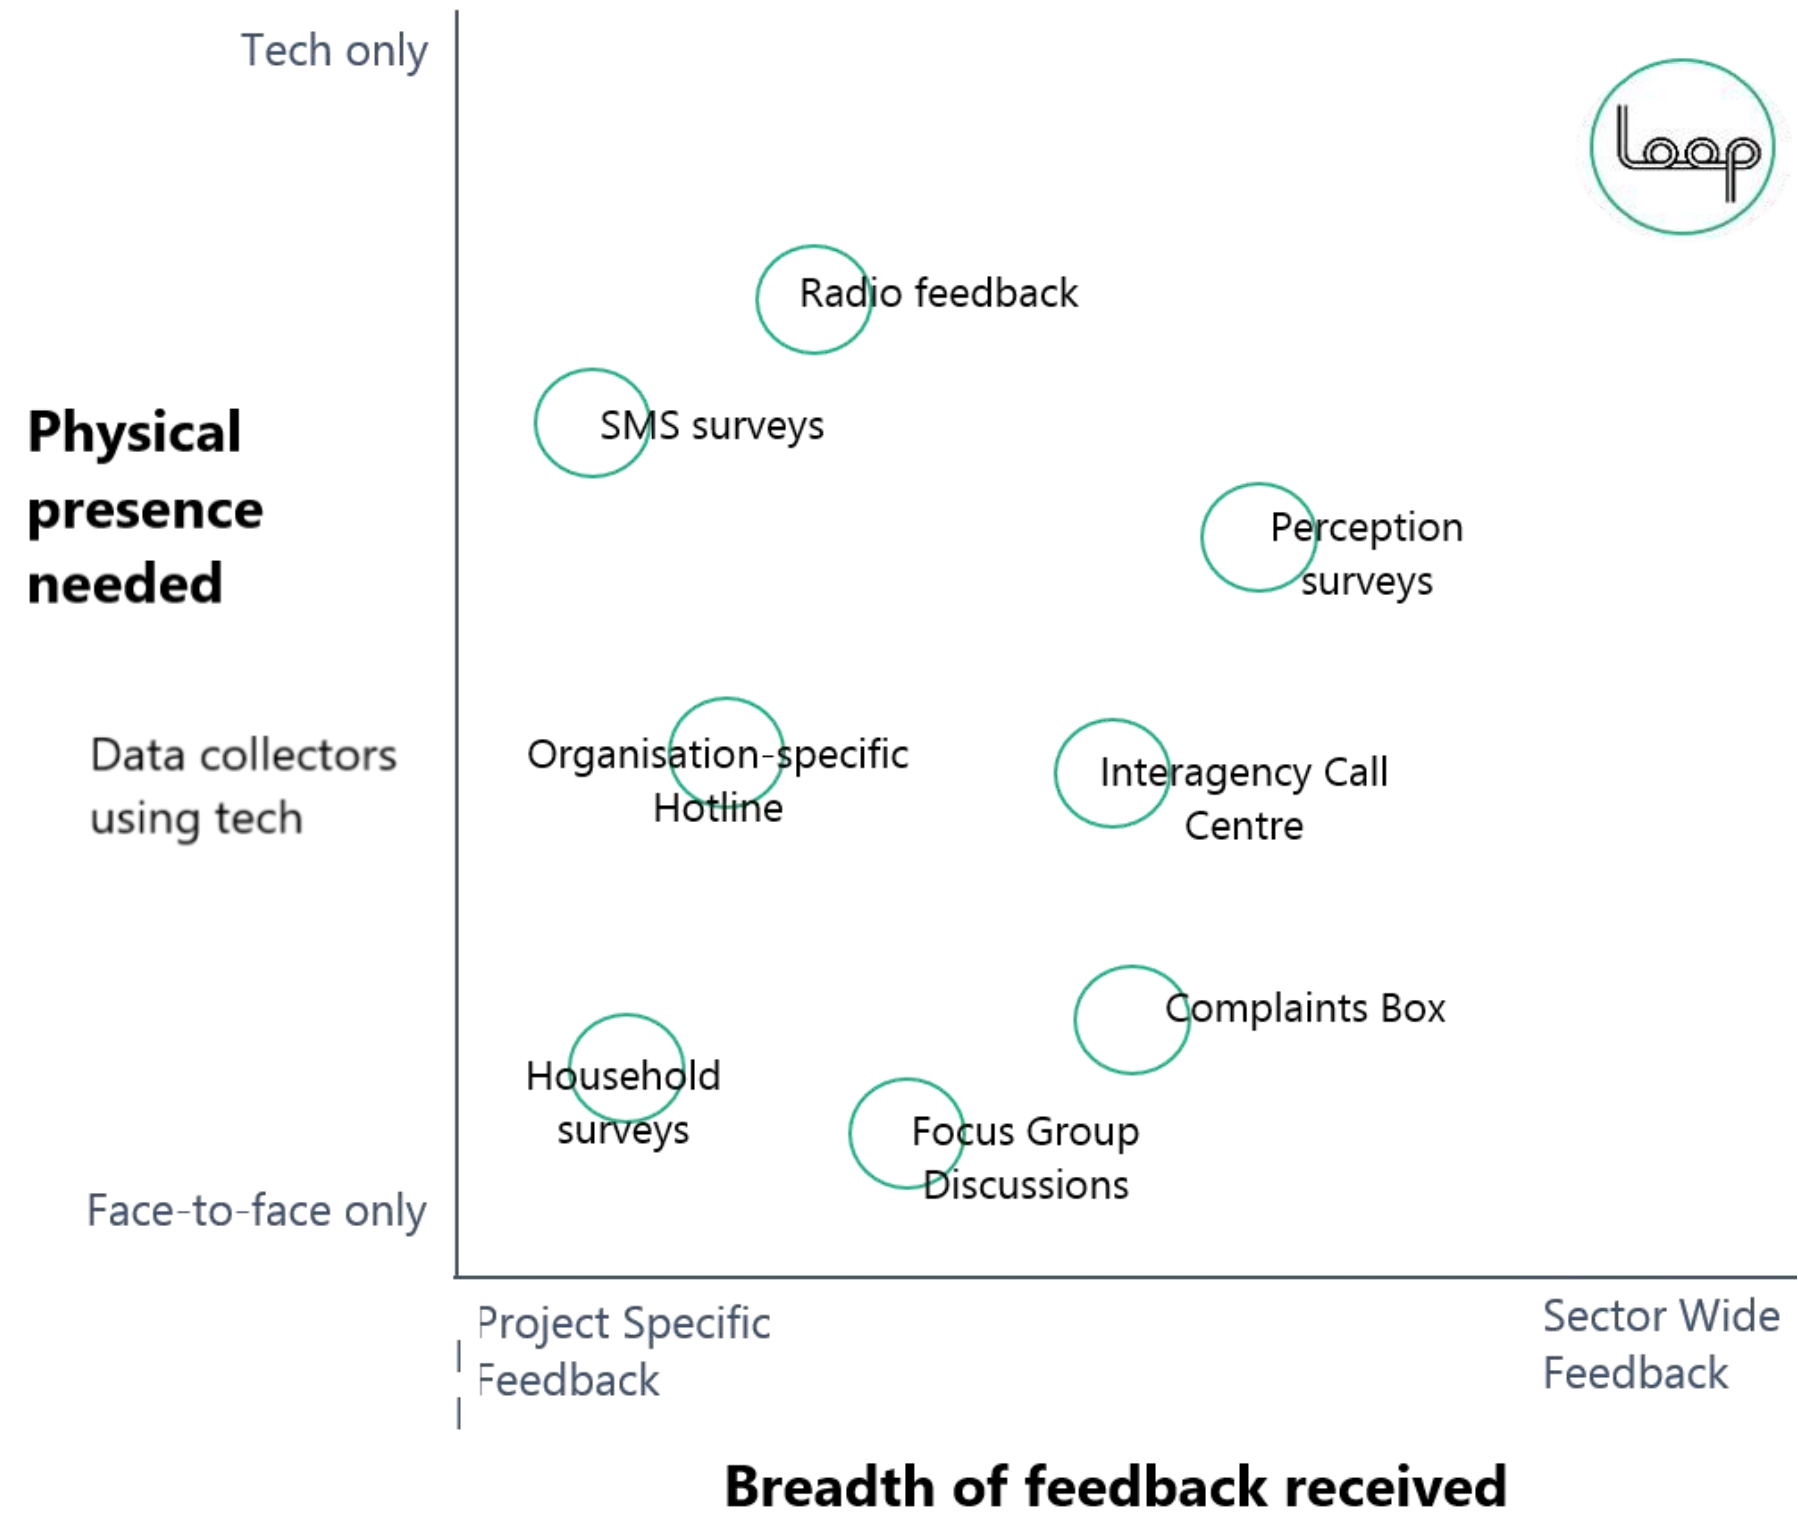 Tech only
Loop
Radio feedback
SMS surveys
Physical
presence
needed
Perception
surveys
Data collectors
using tech
Organisation-specific
Hotline
Interagency Call
Centre
Complaints Box
Household
surveys
Focus Group
Discussions
Face-to-face only
Project Specific
Feedback
Sector Wide
Feedback
Breadth of feedback received